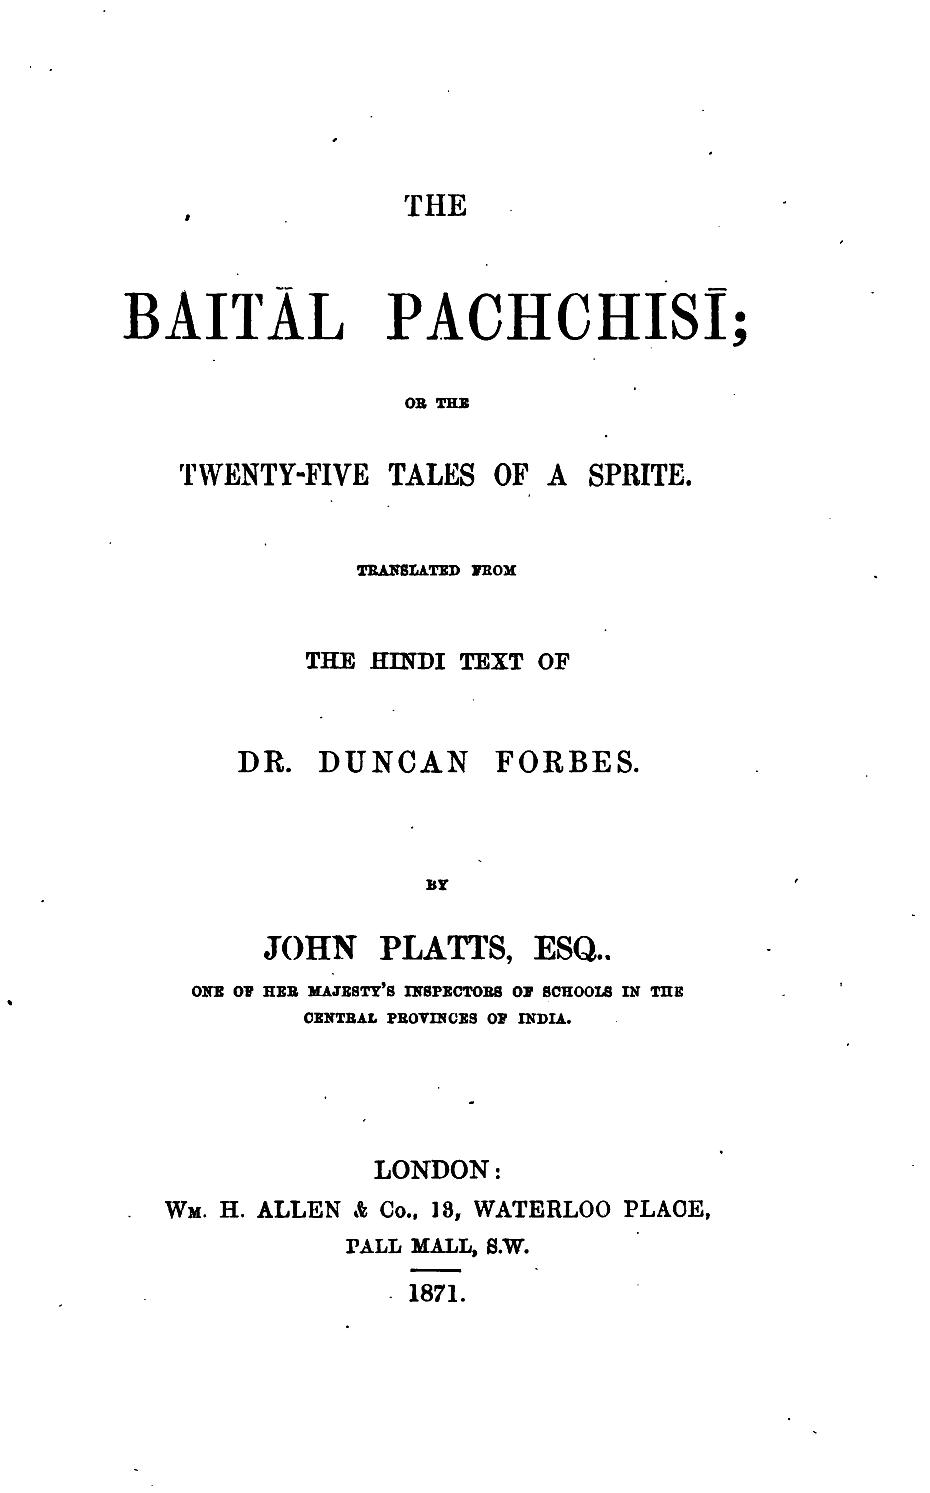 THE
BAITĀL PACHCHISĪ;
OR THE
TWENTY-FIVE TALES OF A SPRITE.
TRANSLATED FROM
THE HINDI TEXT OF
DR. DUNCAN FORBES.
BY
JOHN PLATTS, ESQ..
ONE OF HER MAJESTY'S INSPECTORS OF SCHOOLS IN THE
CENTRAL PROVINCES OF INDIA.
LONDON:
WM. H. ALLEN & Co., 13, WATERLOO PLACE,
PALL MALL, S.W.
1871.